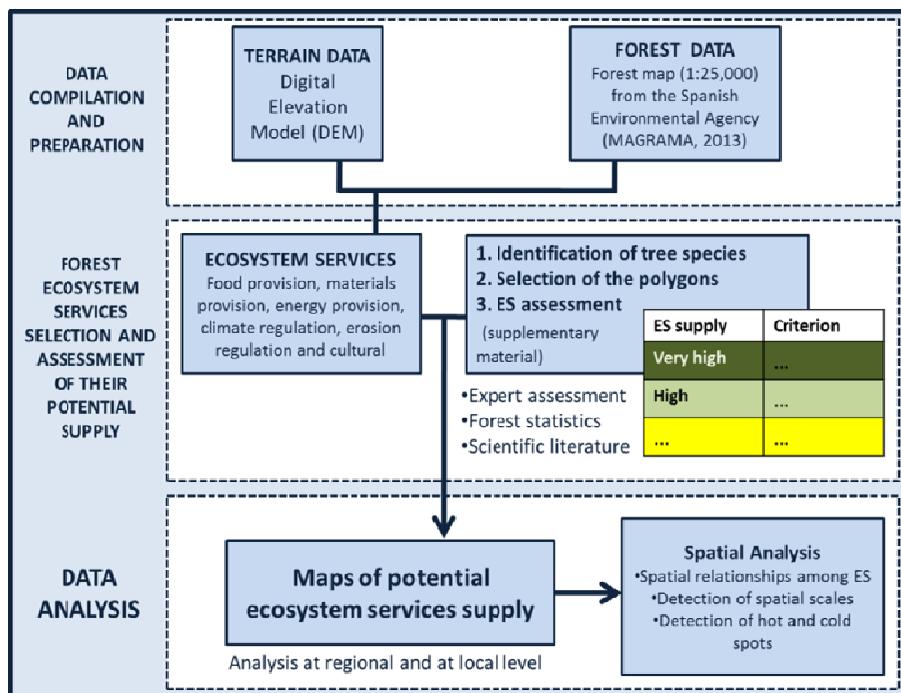 DATA
COMPILATION
AND
PREPARATION
TERRAIN DATA
Digital
Elevation
Model (DEM)
FOREST DATA
Forest map (1:25,000)
from the Spanish
Environmental Agency
(MAGRAMA, 2013)
FOREST
ECOSYSTEM
SERVICES
SELECTION AND
ASSESSMENT
OF THEIR
POTENTIAL
SUPPLY
ECOSYSTEM SERVICES
Food provision, materials
provision, energy provision,
climate regulation, erosion
regulation and cultural
1. Identification of tree species
2. Selection of the polygons
3. ES assessment
(supplementary
material)
•Expert assessment
•Forest statistics
•Scientific literature
ES supply Criterion
Very high ...
High ...
... ...
DATA
ANALYSIS
Maps of potential
ecosystem services supply
Analysis at regional and at local level
Spatial Analysis
•Spatial relationships among ES
•Detection of spatial scales
•Detection of hot and cold
spots